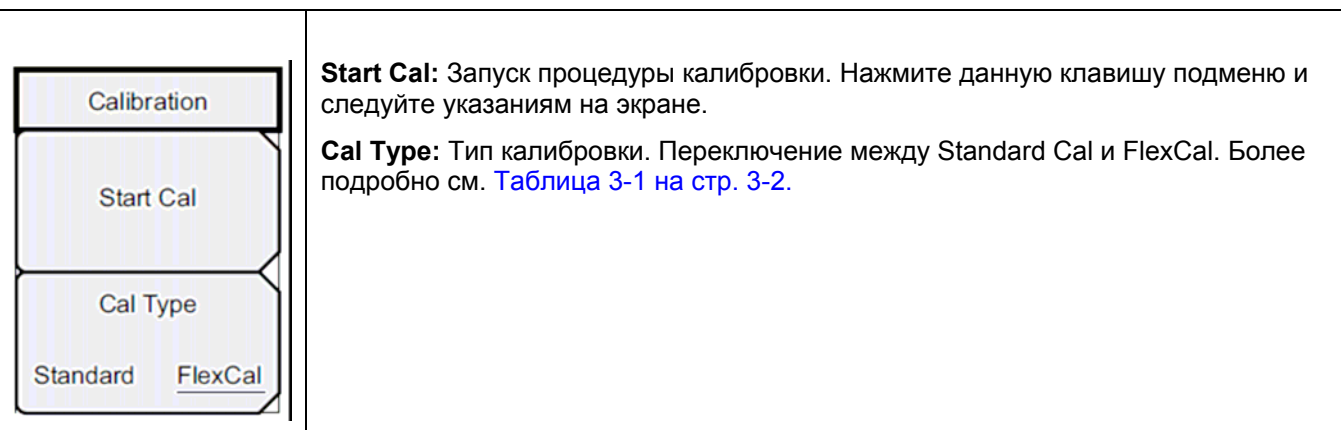 Calibration
Start Cal
Cal Type
Standard FlexCal
Start Cal: Запуск процедуры калибровки. Нажмите данную клавишу подменю и
следуйте указаниям на экране.
Cal Type: Тип калибровки. Переключение между Standard Cal и FlexCal. Более
подробно см. Таблица 3-1 на стр. 3-2.